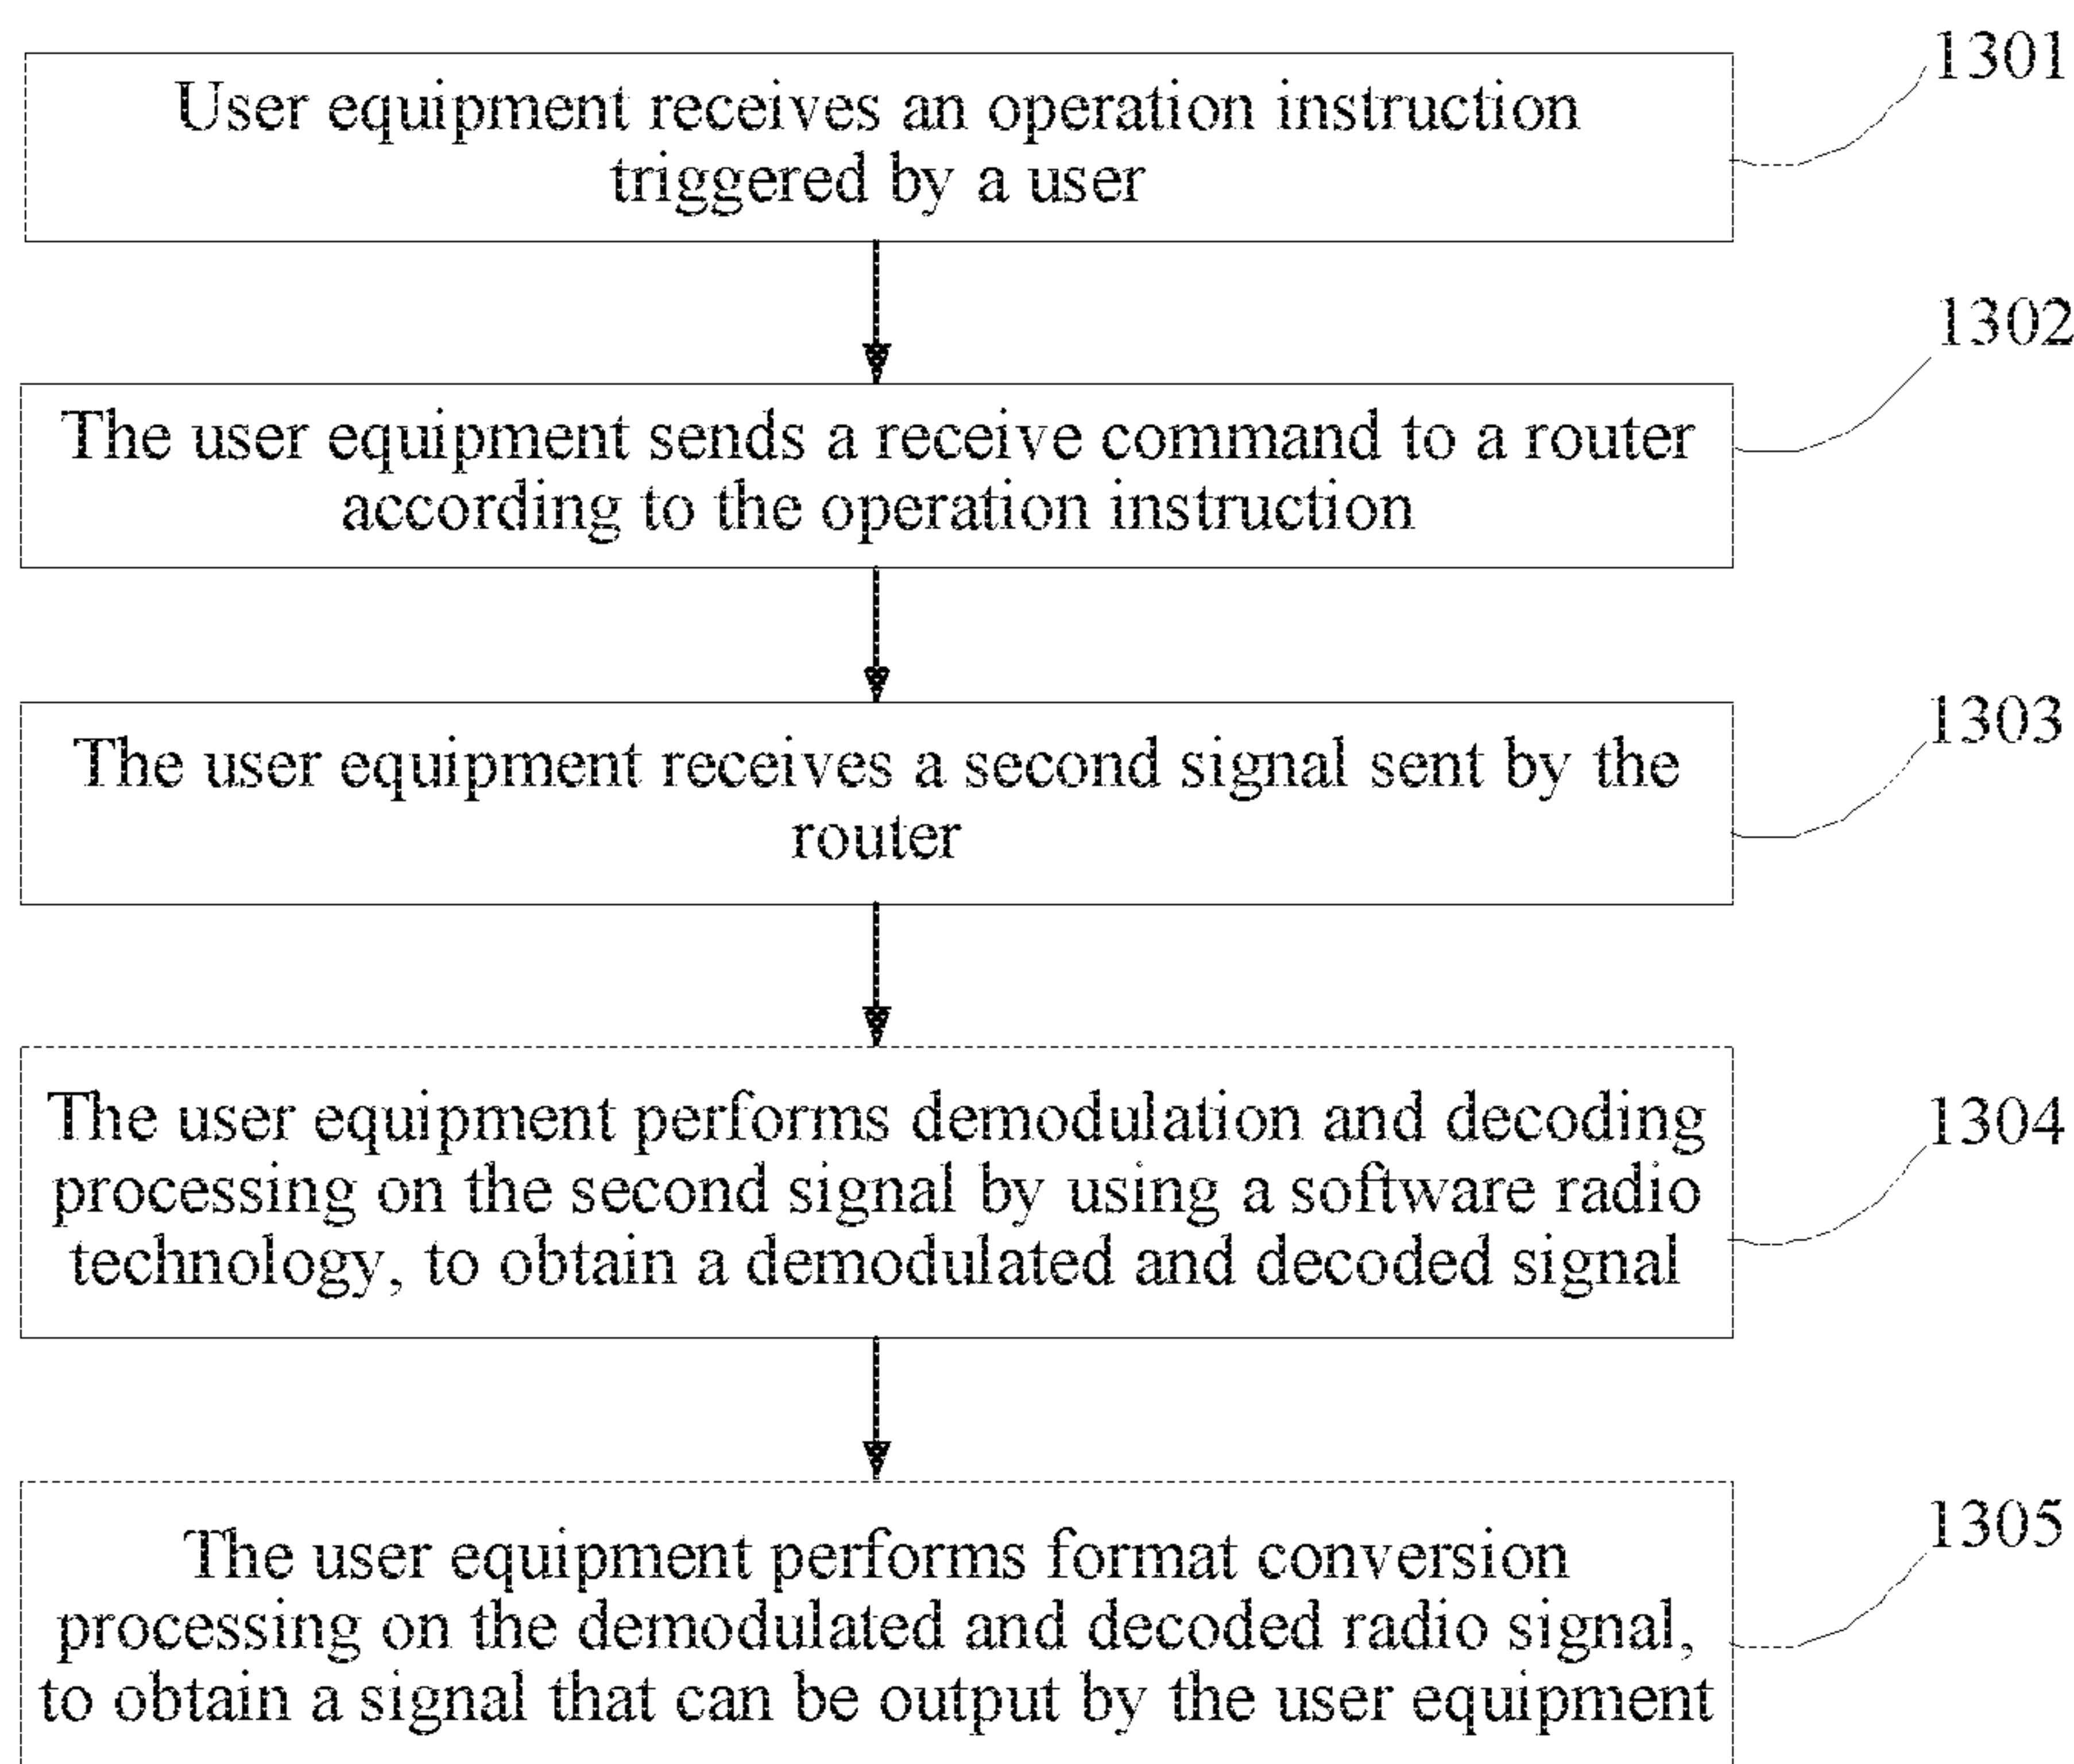 1301
User equipment receives an operation instruction
triggered by a user
1302
The user equipment sends a receive command to a router
according to the operation instruction
1303
The user equipment receives a second signal sent by the
router
1304
The user equipment performs demodulation and decoding
processing on the second signal by using a software radio
technology, to obtain a demodulated and decoded signal
1305
The user equipment performs format conversion
processing on the demodulated and decoded radio signal,
to obtain a signal that can be output by the user equipment